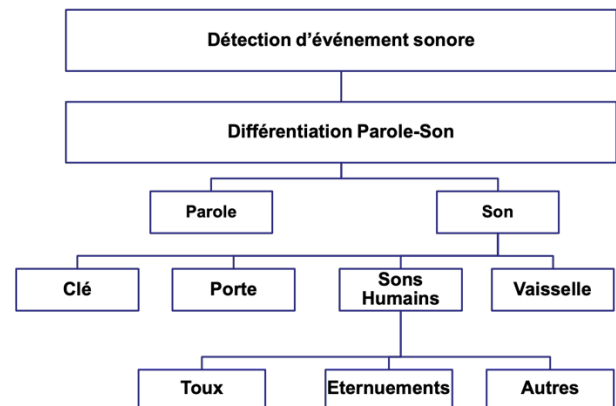 Détection d’événement sonore
Différentiation Parole-Son
Parole
Son
Clé
Porte
Sons
Humains
Vaisselle
Toux
Eternuements
Autres